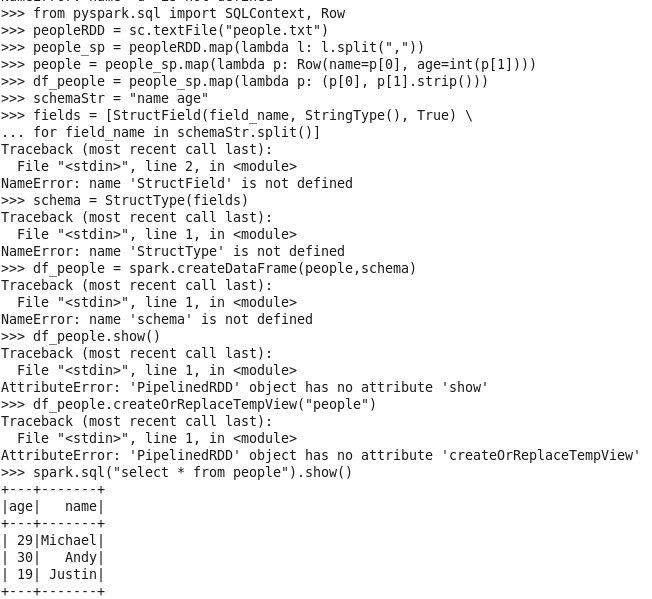 >>> from pyspark.sql import SQLContext, Row
>>> peopleRDD = sc.textFile("people.txt")
>>> people_sp = peopleRDD.map(lambda l: l.split(","))
>>> people = people_sp.map(lambda p: Row(name=p[0], age=int(p[1])))
>>> df_people = people_sp.map(lambda p: (p[0], p[1].strip()))
>>> schemaStr = "name age"
>>> fields = [StructField(field_name, StringType(), True) \
... for field_name in schemaStr.split()]
Traceback (most recent call last):
  File "<stdin>", line 2, in <module>
NameError: name 'StructField' is not defined
>>> schema = StructType(fields)
Traceback (most recent call last):
  File "<stdin>", line 1, in <module>
NameError: name 'StructType' is not defined
>>> df_people = spark.createDataFrame(people,schema)
Traceback (most recent call last):
  File "<stdin>", line 1, in <module>
NameError: name 'schema' is not defined
>>> df_people.show()
Traceback (most recent call last):
  File "<stdin>", line 1, in <module>
AttributeError: 'PipelinedRDD' object has no attribute 'show'
>>> df_people.createOrReplaceTempView("people")
Traceback (most recent call last):
  File "<stdin>", line 1, in <module>
AttributeError: 'PipelinedRDD' object has no attribute 'createOrReplaceTempView'
>>> spark.sql("select * from people").show()
+---+-------+
|age|   name|
+---+-------+
| 29|Michael|
| 30|   Andy|
| 19| Justin|
+---+-------+